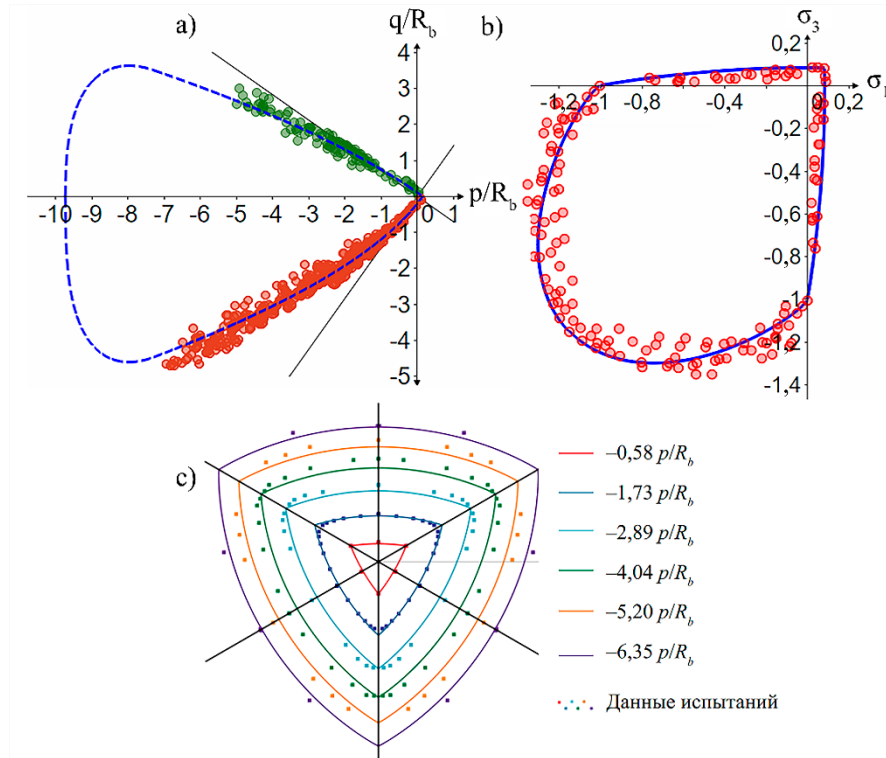 a)
q/R_b
4
3
2
1
-10 -9 -8 -7 -6 -5 -4 -3 -2 -1 0 1
p/R_b
-1
-2
-3
-4
-5
b)
σ_3
0,2
σ_1
-1,2 -1 -0,8 -0,4 0 0,2
-0,2
-0,4
-0,6
-0,8
1
-1,2
-1,4
c)
–0,58 p/R_b
–1,73 p/R_b
–2,89 p/R_b
–4,04 p/R_b
–5,20 p/R_b
–6,35 p/R_b
Данные испытаний